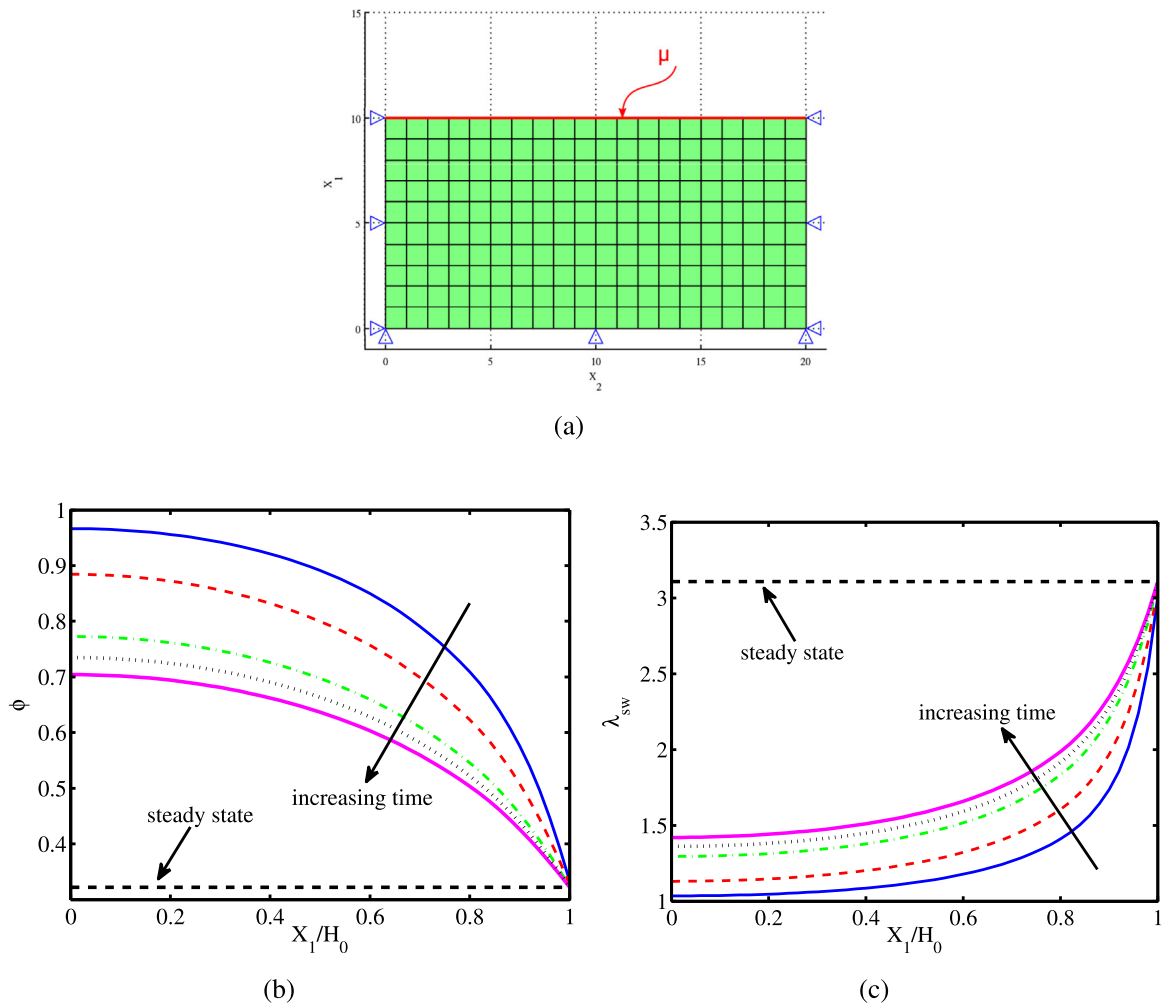 15
μ
10
X1
5
0
0 5 10 15 20
X2
(a)
1
0.9
0.8
0.7
ϕ
0.6
0.5
increasing time
steady state
0.4
0 0.2 0.4 0.6 0.8 1
X1/H0
(b)
3.5
3
steady state
2.5
increasing time
λsw
2
1.5
1
0 0.2 0.4 0.6 0.8 1
X1/H0
(c)